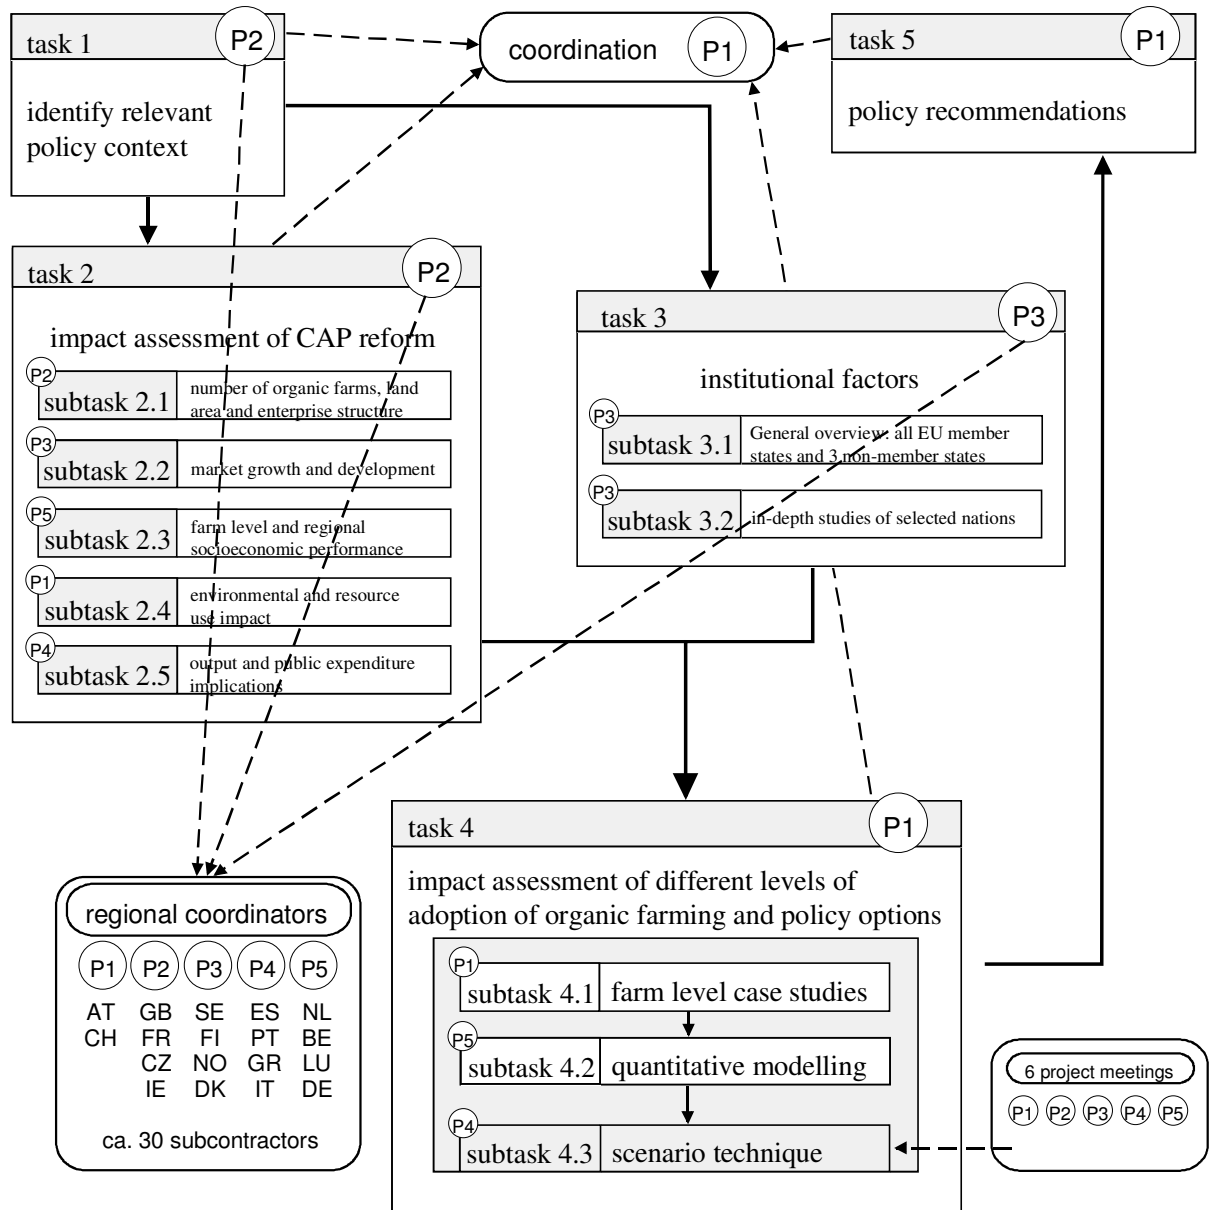 task 1
P2
identify relevant
policy context
coordination
P1
task 5
P1
policy recommendations
task 2
P2
impact assessment of CAP reform
P2
subtask 2.1
number of organic farms, land
area and enterprise structure
P3
subtask 2.2
market growth and development
P5
subtask 2.3
farm level and regional
socioeconomic performance
P1
subtask 2.4
environmental and resource
use impact
P4
subtask 2.5
output and public expenditure
implications
task 3
P3
institutional factors
P3
subtask 3.1
General overview: all EU member
states and 3 non-member states
P3
subtask 3.2
in-depth studies of selected nations
task 4
P1
impact assessment of different levels of
adoption of organic farming and policy options
P1
subtask 4.1
farm level case studies
P5
subtask 4.2
quantitative modelling
P4
subtask 4.3
scenario technique
regional coordinators
P1 P2 P3 P4 P5
AT GB SE ES NL
CH FR FI PT BE
CZ NO GR LU
IE DK IT DE
ca. 30 subcontractors
6 project meetings
P1 P2 P3 P4 P5